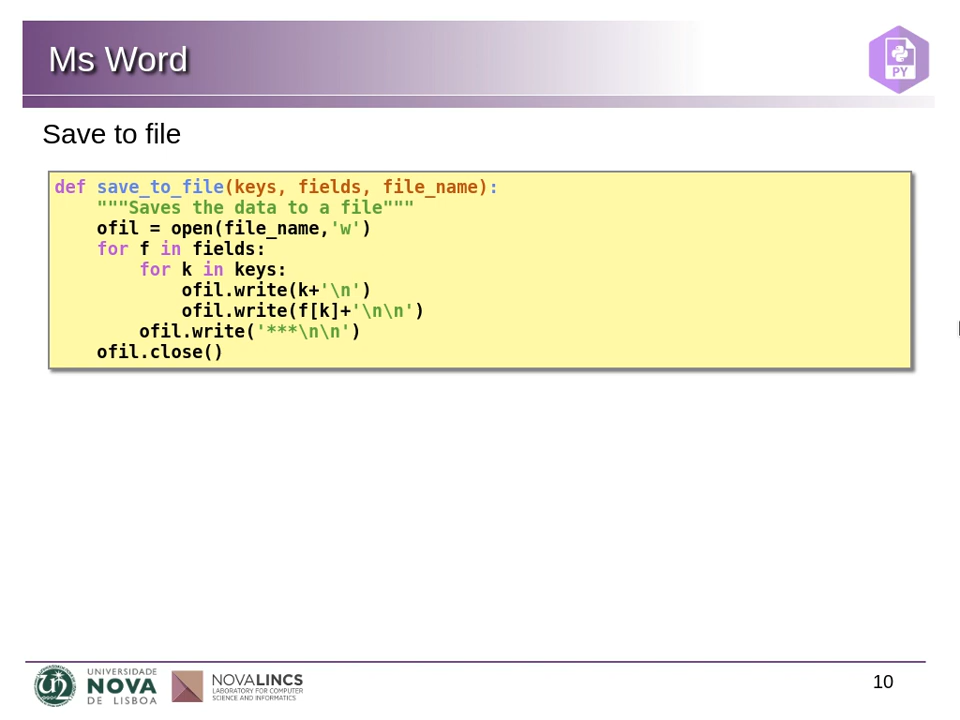 Ms Word
PY
Save to file
def save_to_file(keys, fields, file_name):
    """Saves the data to a file"""
    ofil = open(file_name,'w')
    for f in fields:
        for k in keys:
            ofil.write(k+'\n')
            ofil.write(f[k]+'\n\n')
        ofil.write('***\n\n')
    ofil.close()
UNIVERSIDADE
NOVA
DE LISBOA
NOVALINCS
LABORATORY FOR COMPUTER
SCIENCE AND INFORMATICS
10